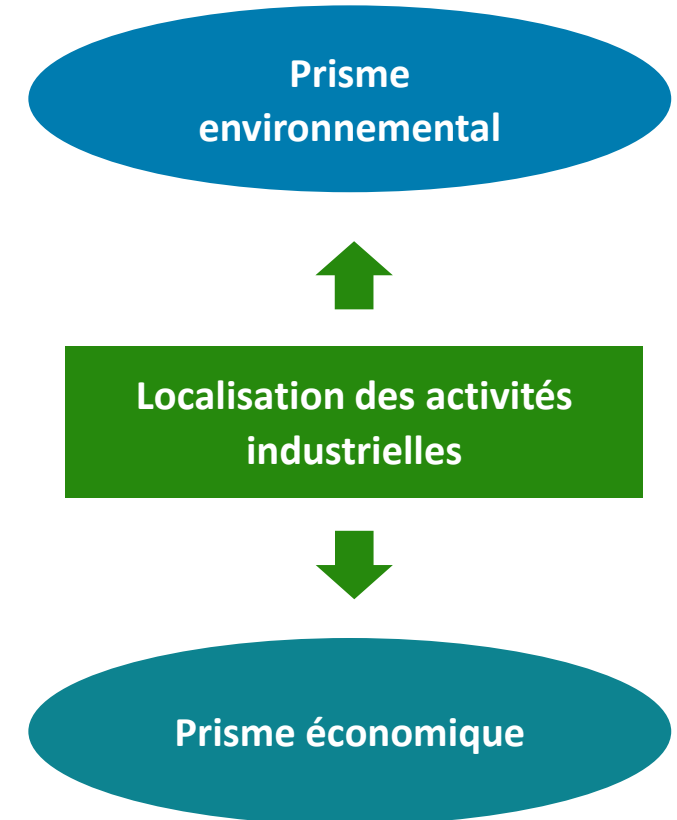 Prisme
environnemental
Localisation des activités
industrielles
Prisme économique